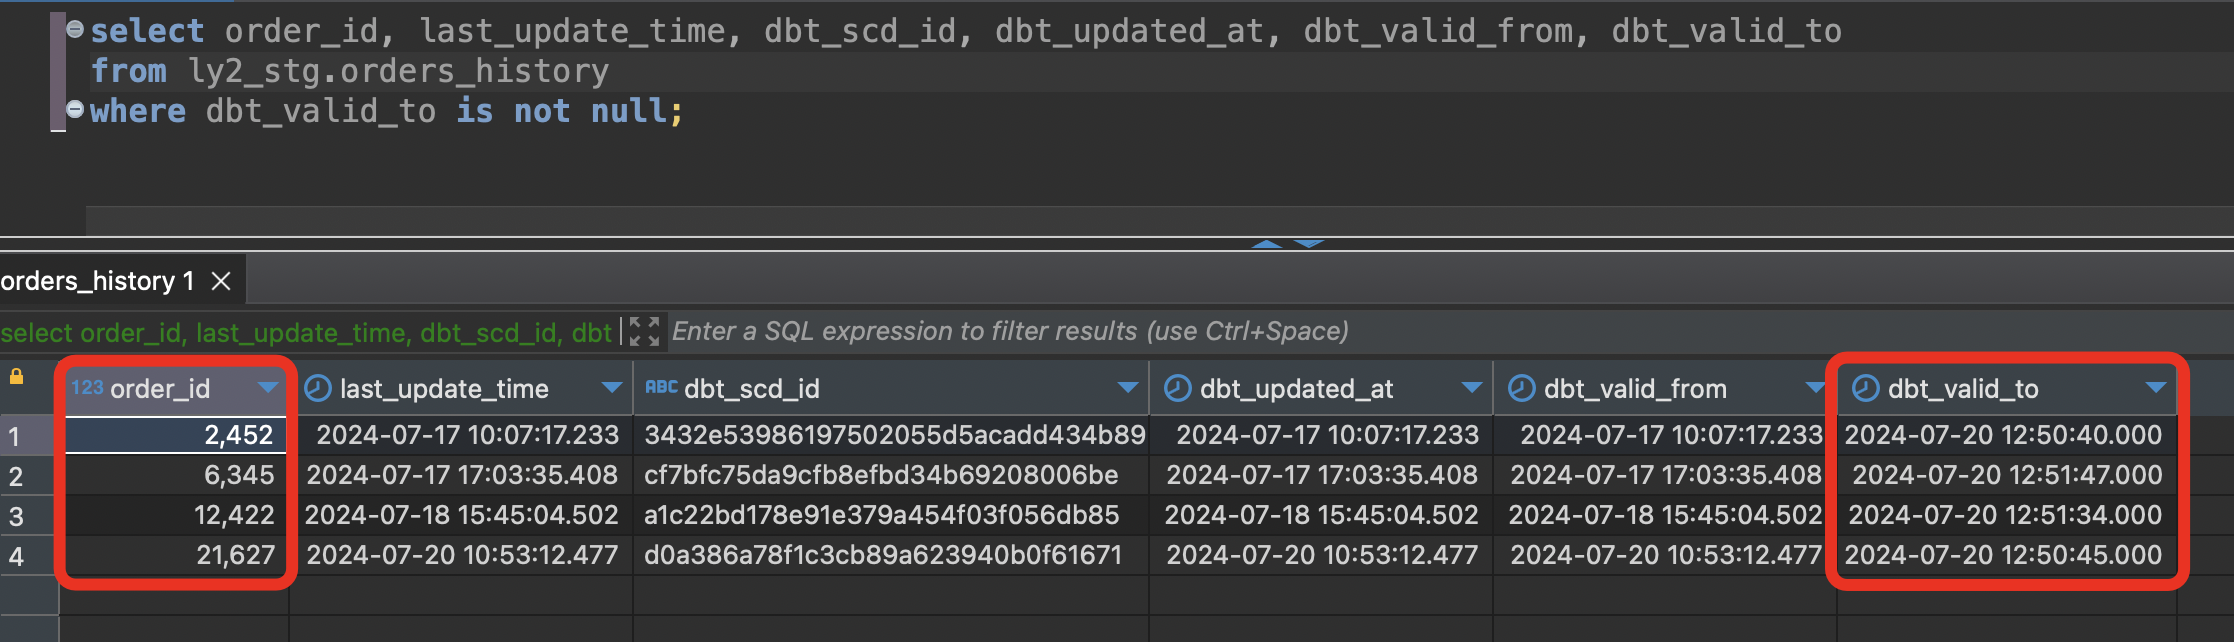 select order_id, last_update_time, dbt_scd_id, dbt_updated_at, dbt_valid_from, dbt_valid_to
from ly2_stg.orders_history
where dbt_valid_to is not null;
orders_history 1
select order_id, last_update_time, dbt_scd_id, dbt Enter a SQL expression to filter results (use Ctrl+Space)
123 order_id last_update_time ABC dbt_scd_id dbt_updated_at dbt_valid_from dbt_valid_to
1 2,452 2024-07-17 10:07:17.233 3432e53986197502055d5acadd434b89 2024-07-17 10:07:17.233 2024-07-17 10:07:17.233 2024-07-20 12:50:40.000
2 6,345 2024-07-17 17:03:35.408 cf7bfc75da9cfb8efbd34b69208006be 2024-07-17 17:03:35.408 2024-07-17 17:03:35.408 2024-07-20 12:51:47.000
3 12,422 2024-07-18 15:45:04.502 a1c22bd178e91e379a454f03f056db85 2024-07-18 15:45:04.502 2024-07-18 15:45:04.502 2024-07-20 12:51:34.000
4 21,627 2024-07-20 10:53:12.477 d0a386a78f1c3cb89a623940b0f61671 2024-07-20 10:53:12.477 2024-07-20 10:53:12.477 2024-07-20 12:50:45.000